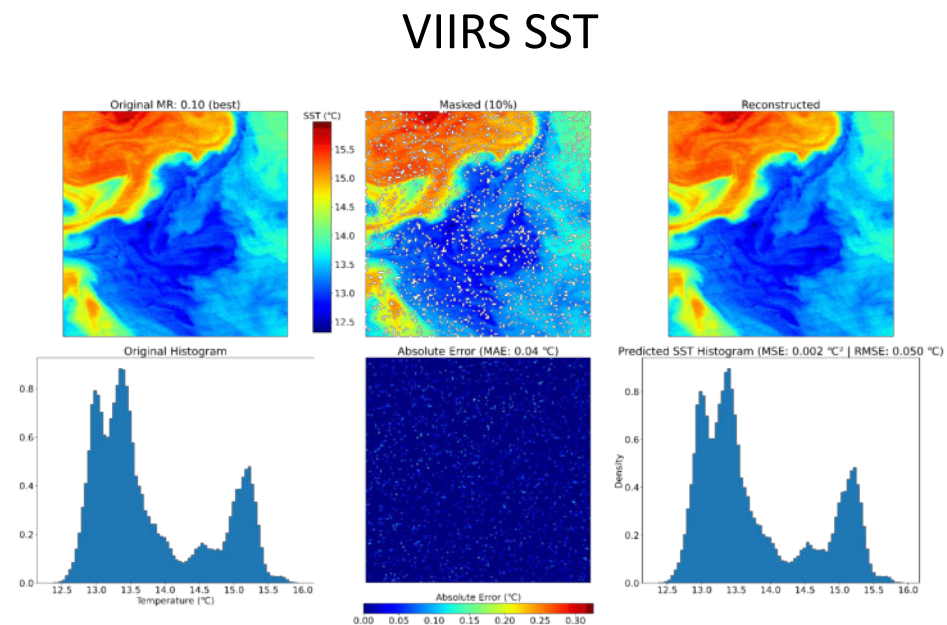 VIIRS SST
Original MR: 0.10 (best)
Masked (10%)
Reconstructed
SST (°C)
15.5
15.0
14.5
14.0
13.5
13.0
12.5
Original Histogram
Absolute Error (MAE: 0.04 °C)
Predicted SST Histogram (MSE: 0.002 °C² | RMSE: 0.050 °C)
0.8
0.6
0.4
0.2
0.0
12.5 13.0 13.5 14.0 14.5 15.0 15.5 16.0
Temperature (°C)
Density
0.8
0.6
0.4
0.2
0.0
12.5 13.0 13.5 14.0 14.5 15.0 15.5 16.0
Absolute Error (°C)
0.00 0.05 0.10 0.15 0.20 0.25 0.30